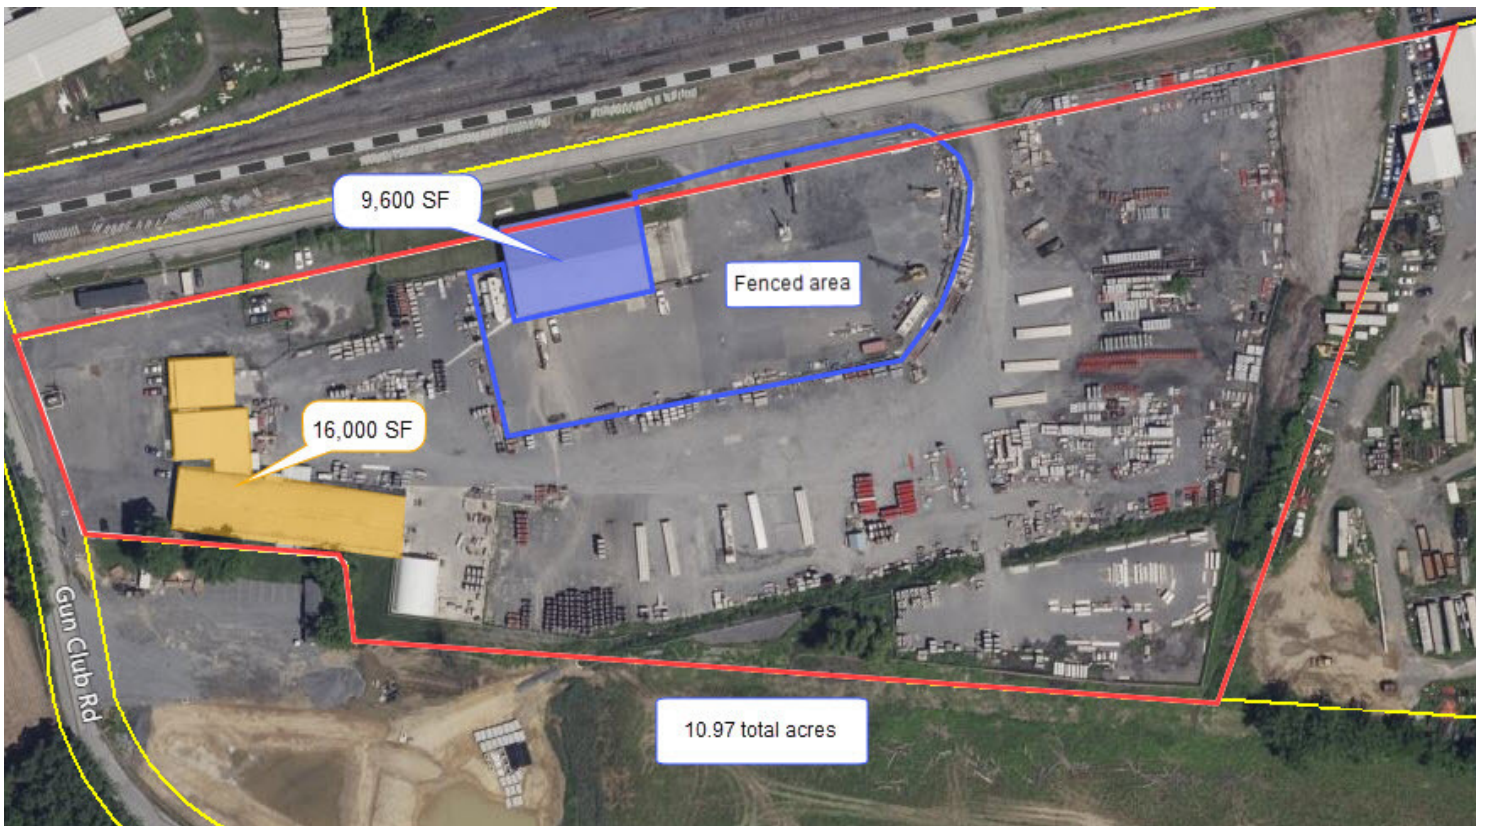 9,600 SF
Fenced area
16,000 SF
Gun Club Rd
10.97 total acres